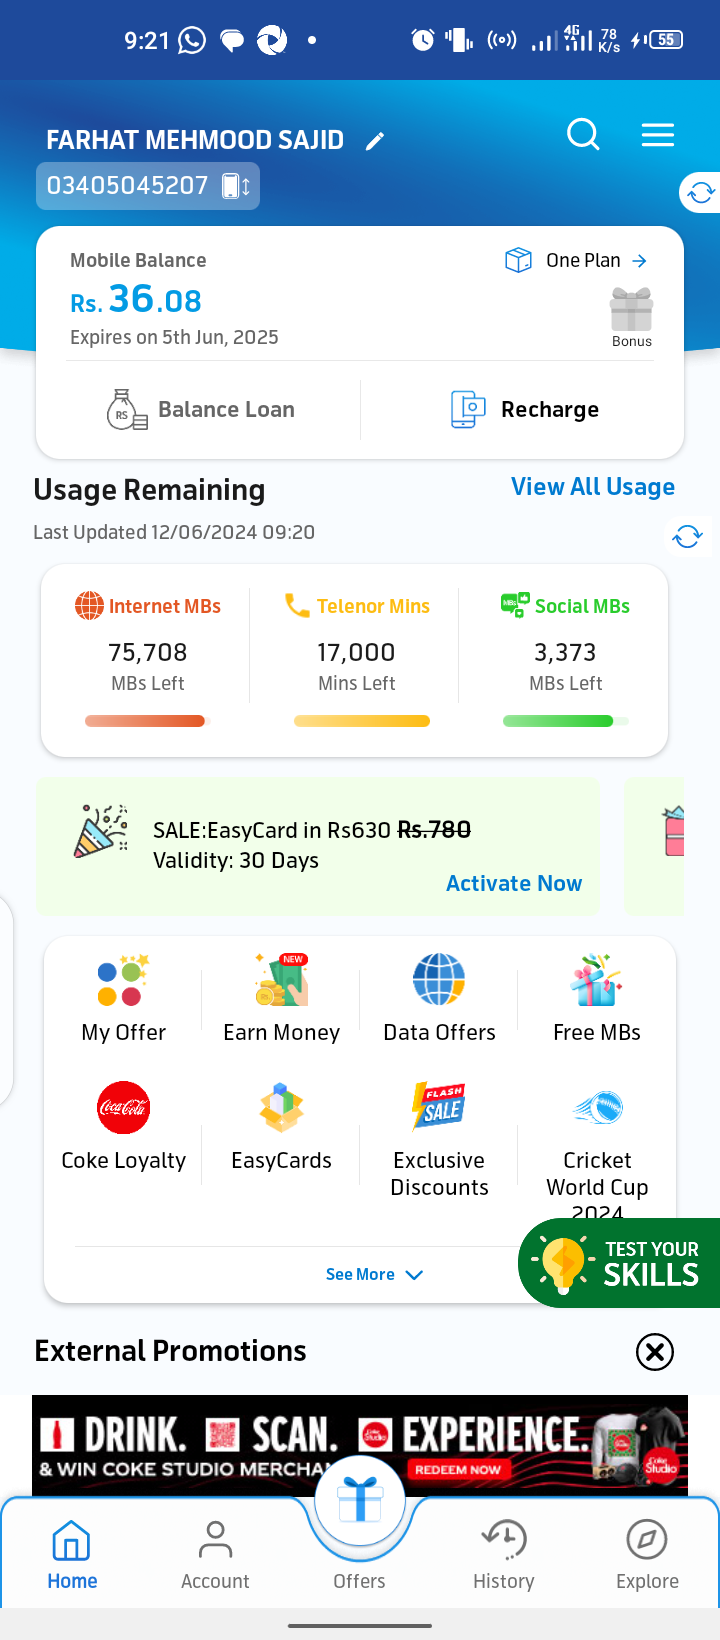 9:21
4G
78
K/s
55
FARHAT MEHMOOD SAJID
03405045207
Mobile Balance
One Plan
Rs. 36.08
Expires on 5th Jun, 2025
Bonus
RS
Balance Loan
Recharge
Usage Remaining
View All Usage
Last Updated 12/06/2024 09:20
Internet MBs
Telenor Mins
MBs
Social MBs
75,708
17,000
3,373
MBs Left
Mins Left
MBs Left
SALE:EasyCard in Rs630 Rs.780
Validity: 30 Days
Activate Now
NEW
My Offer
Earn Money
Data Offers
Free MBs
Coca-Cola
FLASH
SALE
Coke Loyalty
EasyCards
Exclusive
Discounts
Cricket
World Cup
2024
TEST YOUR
SKILLS
See More
External Promotions
DRINK. SCAN. EXPERIENCE.
& WIN COKE STUDIO MERCHAN
REDEEM NOW
Coke
Studio
Home
Account
Offers
History
Explore